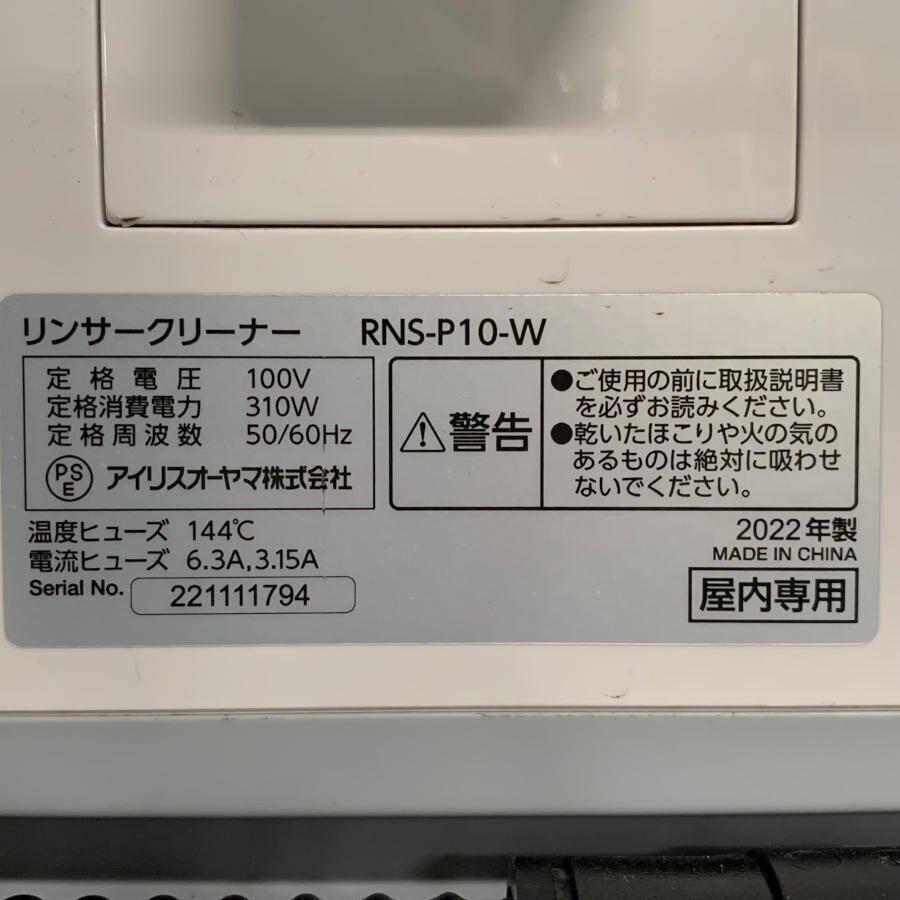 リンサークリーナー RNS-P10-W
定格電圧 100V
定格消費電力 310W
定格周波数 50/60Hz
PSE アイリスオーヤマ株式会社
警告
●ご使用の前に取扱説明書
を必ずお読みください。
●乾いたほこりや火の気の
あるものは絶対に吸わせ
ないでください。
温度ヒューズ 144℃
電流ヒューズ 6.3A,3.15A
Serial No. 221111794
2022年製
MADE IN CHINA
屋内専用